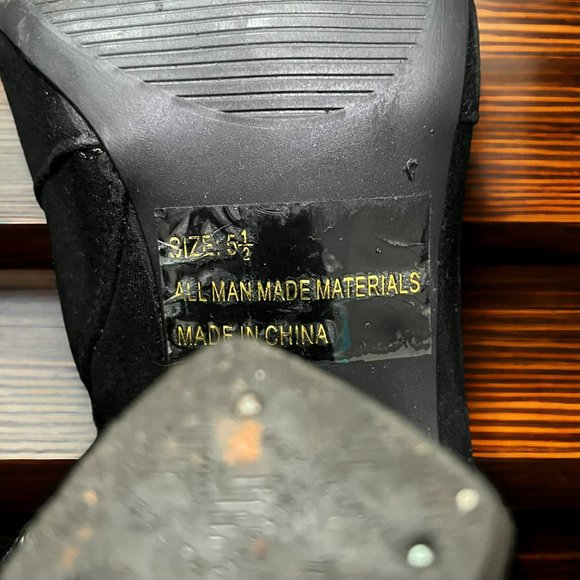 SIZE: 5½
ALL MAN MADE MATERIALS
MADE IN CHINA